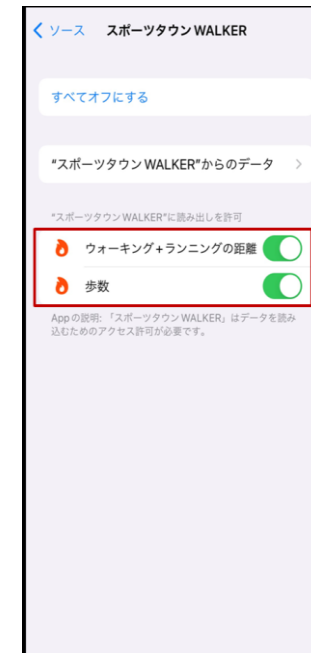 ソース スポーツタウン WALKER
すべてオフにする
“スポーツタウン WALKER”からのデータ
“スポーツタウン WALKER”に読み出しを許可
ウォーキング+ランニングの距離
歩数
App の説明: 「スポーツタウン WALKER」はデータを読み
込むためのアクセス許可が必要です。